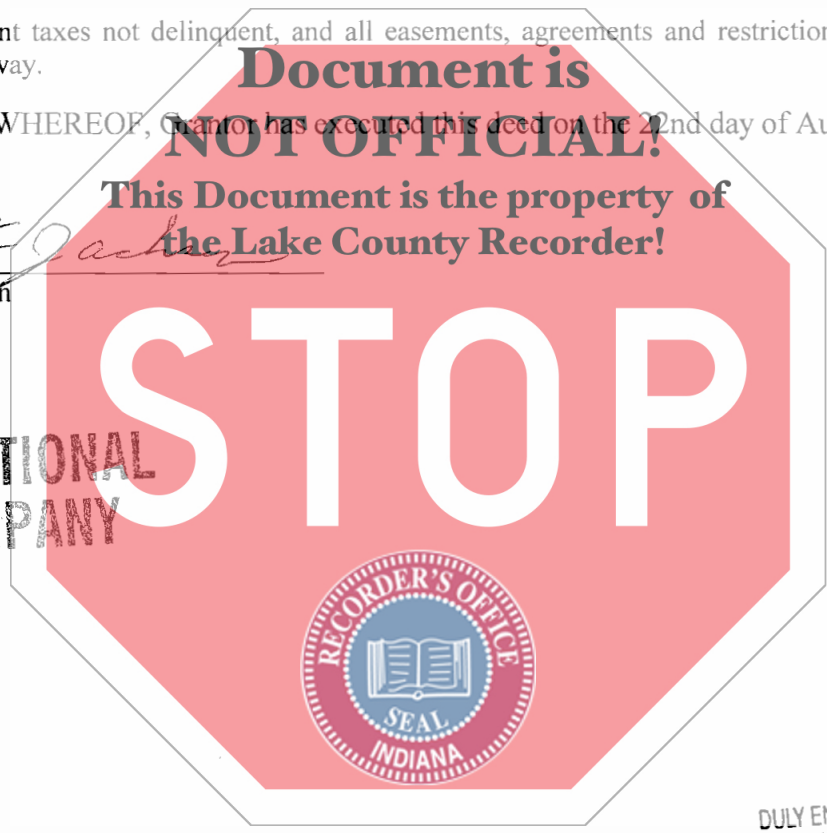 nt taxes not delinquent, and all easements, agreements and restriction
way.
Document is
WHEREOF, Grantor has executed this deed on the 22nd day of Au
NOT OFFICIAL!
This Document is the property of
the Lake County Recorder!
Jackson
n
STOP
TIONAL
PANY
RECORDER'S OFFICE
SEAL
INDIANA
DULY EN